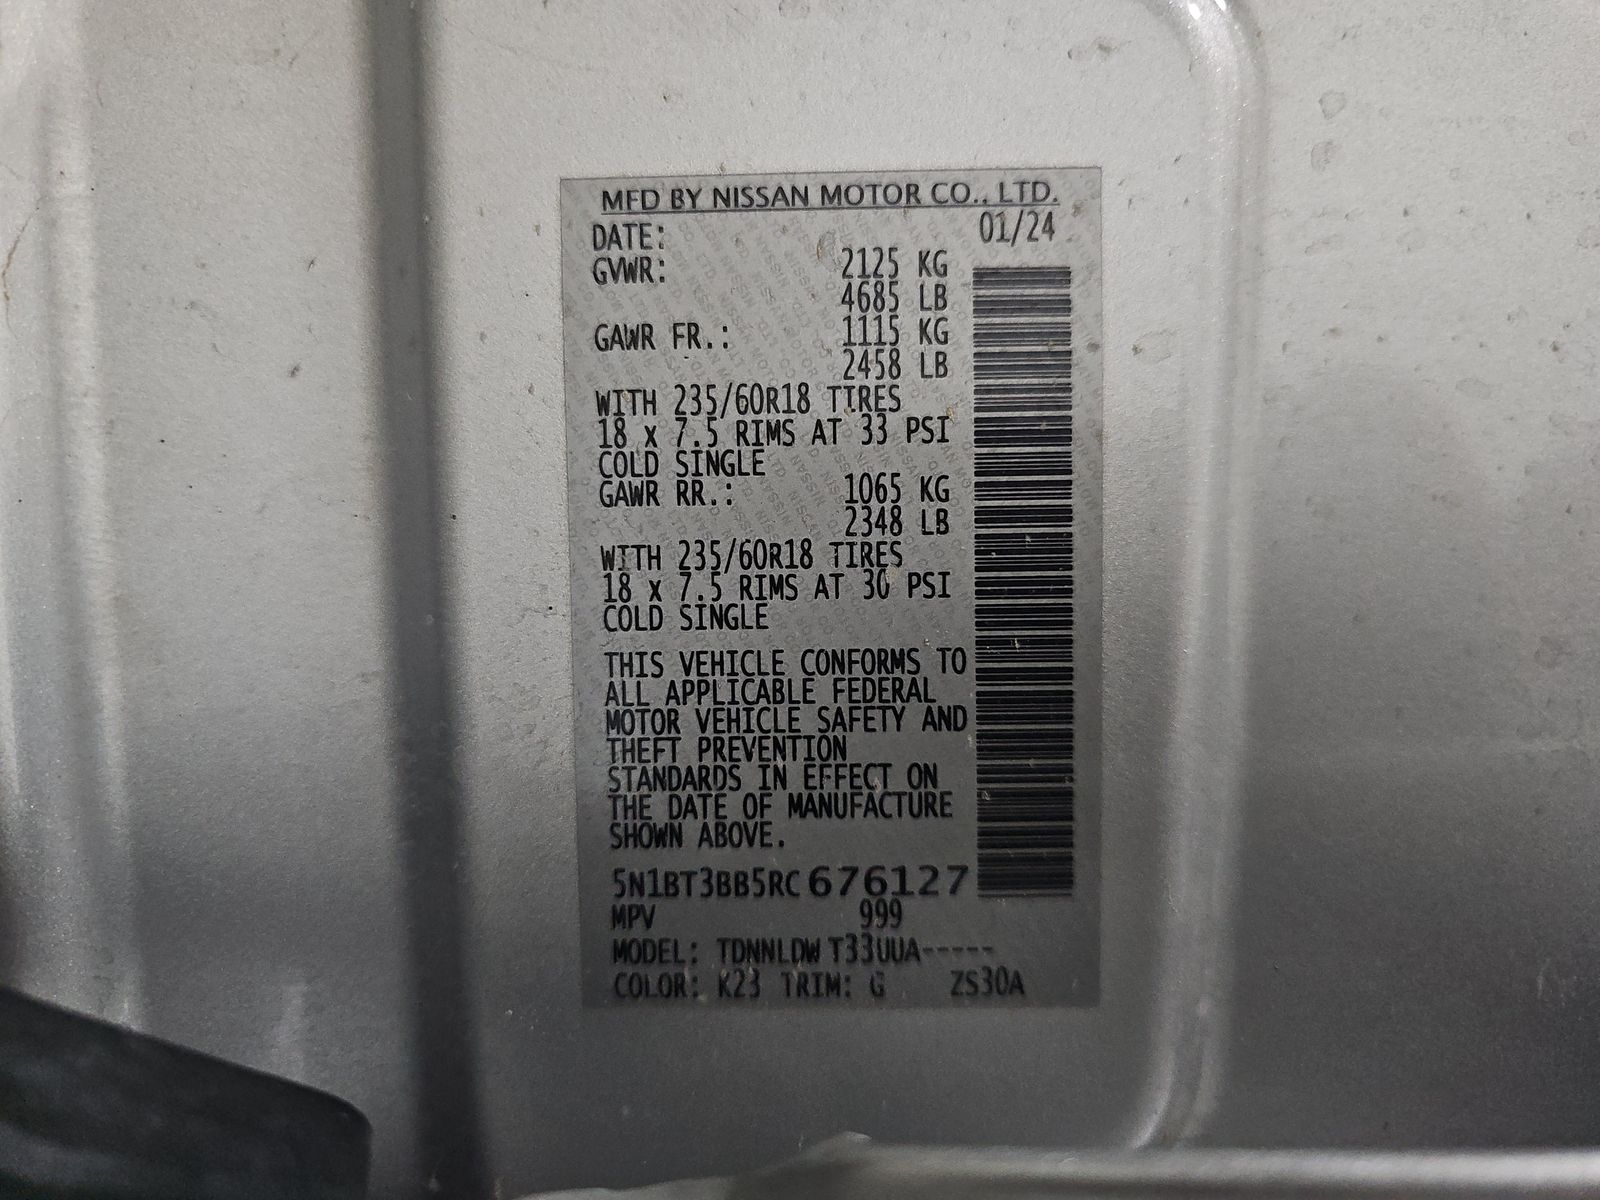 MFD BY NISSAN MOTOR CO., LTD.
DATE: 01/24
GVWR: 2125 KG
4685 LB
GAWR FR.: 1115 KG
2458 LB
WITH 235/60R18 TIRES
18 x 7.5 RIMS AT 33 PSI
COLD SINGLE
GAWR RR.: 1065 KG
2348 LB
WITH 235/60R18 TIRES
18 x 7.5 RIMS AT 30 PSI
COLD SINGLE
THIS VEHICLE CONFORMS TO
ALL APPLICABLE FEDERAL
MOTOR VEHICLE SAFETY AND
THEFT PREVENTION
STANDARDS IN EFFECT ON
THE DATE OF MANUFACTURE
SHOWN ABOVE.
5N1BT3BB5RC676127
MPV 999
MODEL: TDNNLDW T33UUA-----
COLOR: K23 TRIM: G ZS30A